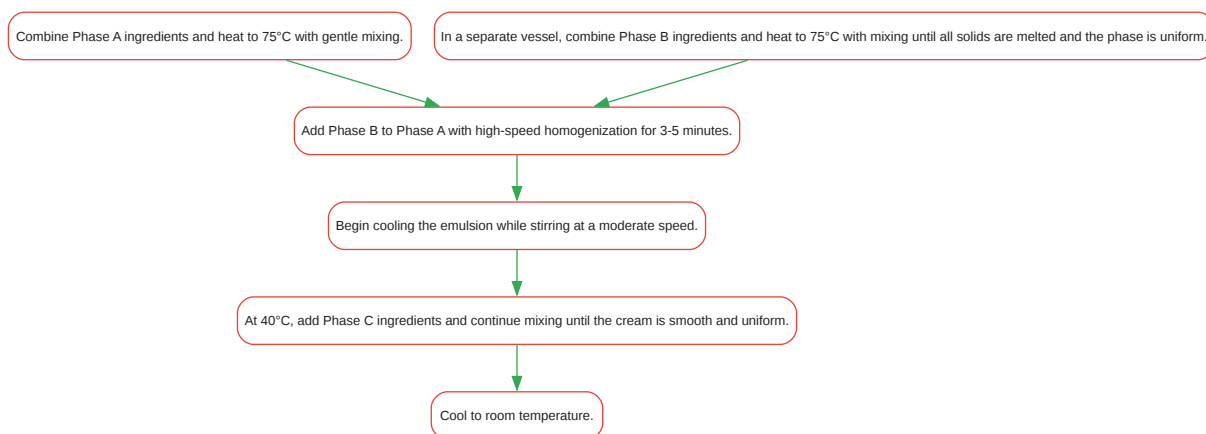 Combine Phase A ingredients and heat to 75°C with gentle mixing.
In a separate vessel, combine Phase B ingredients and heat to 75°C with mixing until all solids are melted and the phase is uniform.
Add Phase B to Phase A with high-speed homogenization for 3-5 minutes.
Begin cooling the emulsion while stirring at a moderate speed.
At 40°C, add Phase C ingredients and continue mixing until the cream is smooth and uniform.
Cool to room temperature.